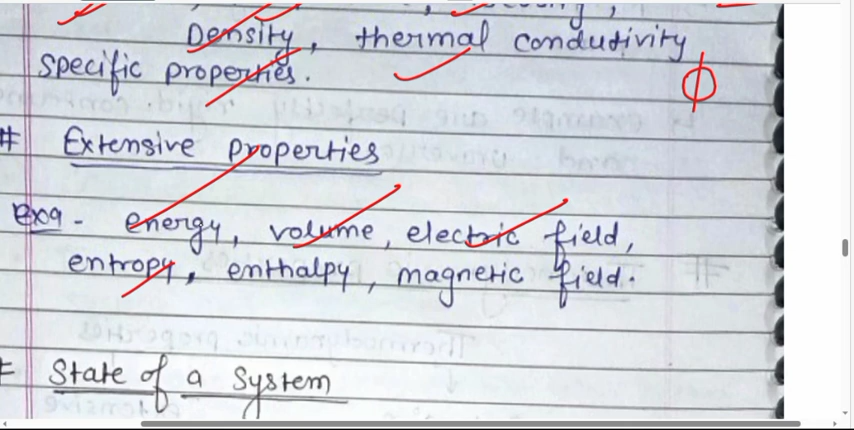 Density, thermal conductivity
specific properties.
# Extensive properties
exa - energy, volume, electric field,
entropy, enthalpy, magnetic field.
State of a System